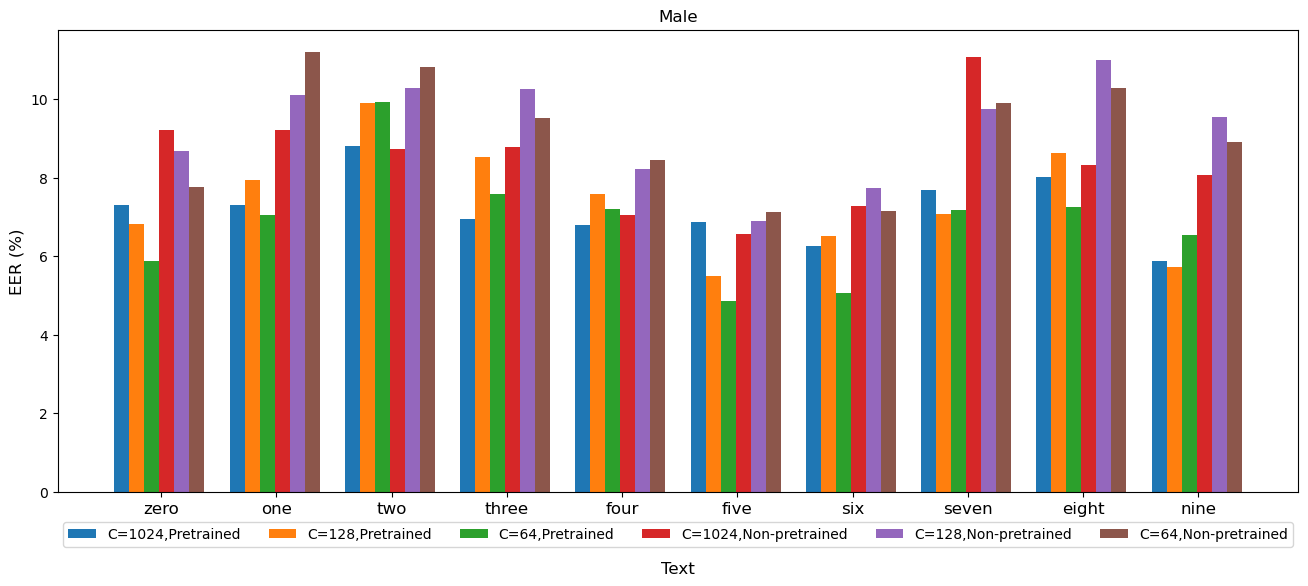 Male
EER (%)
10
8
6
4
2
0
zero one two three four five six seven eight nine
C=1024,Pretrained C=128,Pretrained C=64,Pretrained C=1024,Non-pretrained C=128,Non-pretrained C=64,Non-pretrained
Text